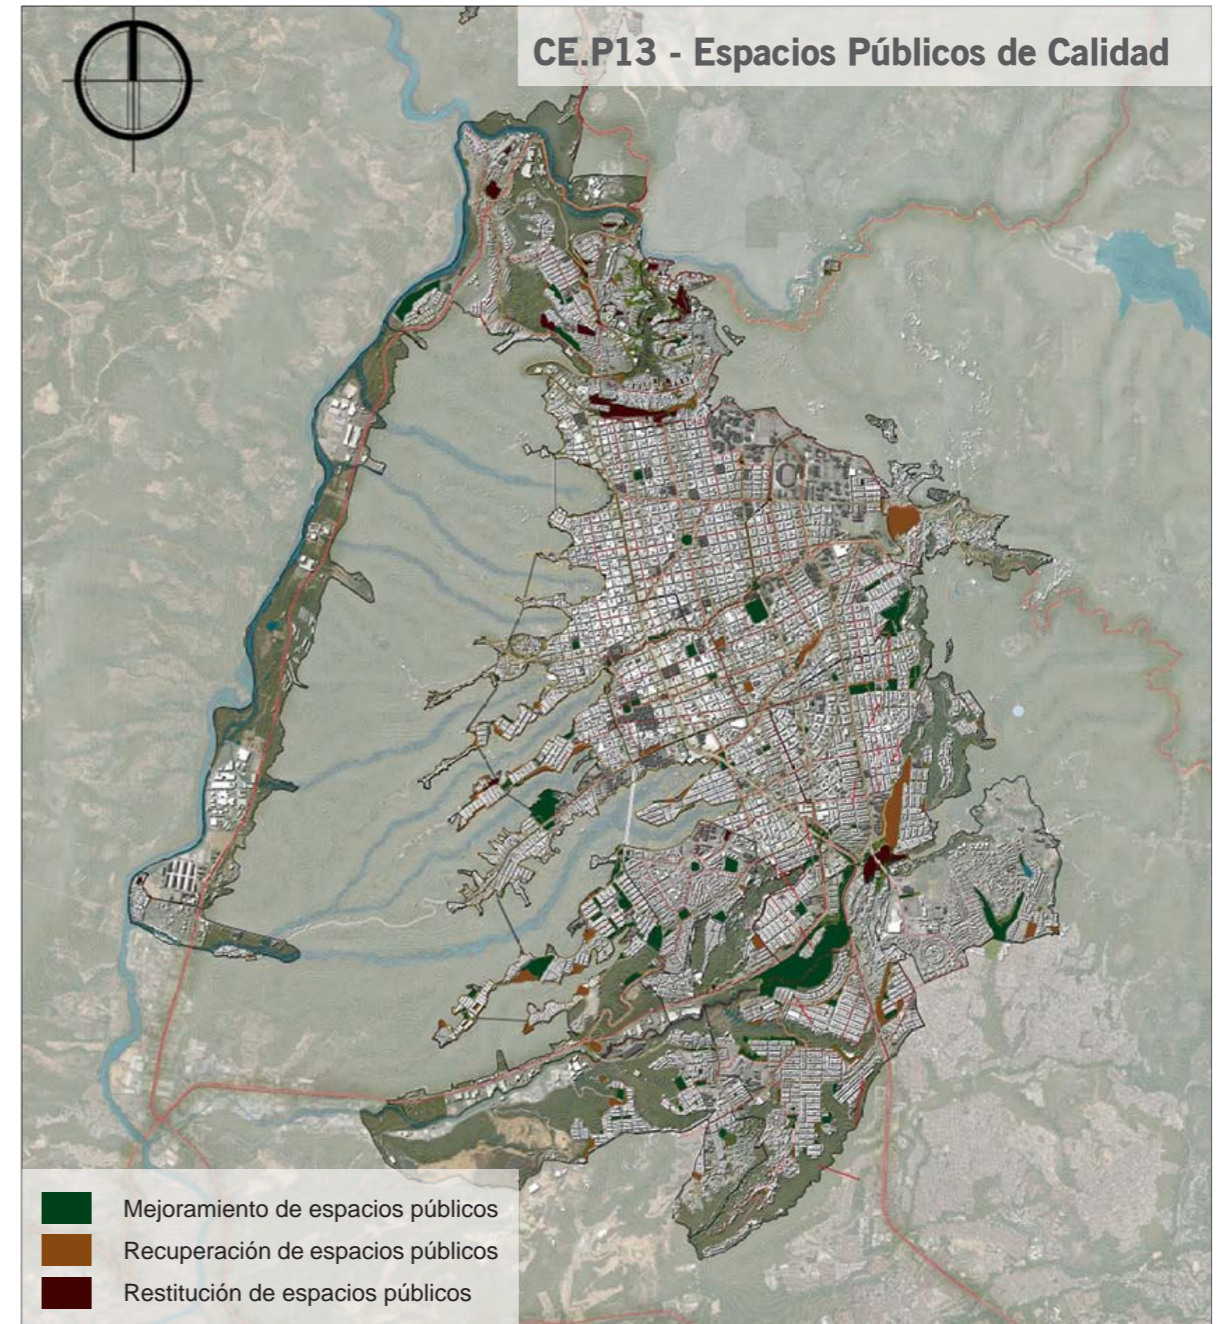 CE.P13 - Espacios Públicos de Calidad
Mejoramiento de espacios públicos
Recuperación de espacios públicos
Restitución de espacios públicos